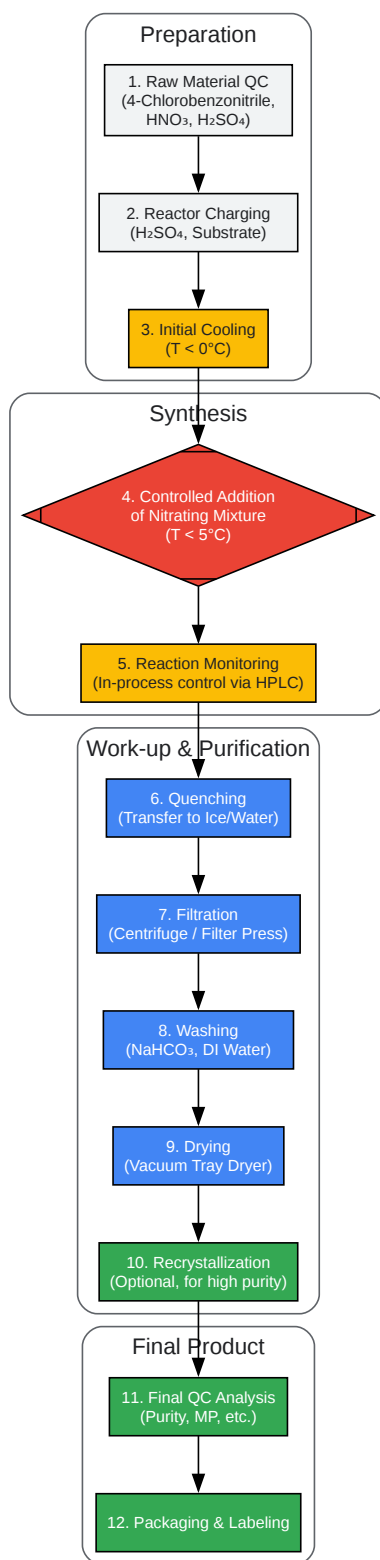 Preparation
1. Raw Material QC
(4-Chlorobenzonitrile,
HNO₃, H₂SO₄)
2. Reactor Charging
(H₂SO₄, Substrate)
3. Initial Cooling
(T < 0°C)
Synthesis
4. Controlled Addition
of Nitrating Mixture
(T < 5°C)
5. Reaction Monitoring
(In-process control via HPLC)
Work-up & Purification
6. Quenching
(Transfer to Ice/Water)
7. Filtration
(Centrifuge / Filter Press)
8. Washing
(NaHCO₃, DI Water)
9. Drying
(Vacuum Tray Dryer)
10. Recrystallization
(Optional, for high purity)
Final Product
11. Final QC Analysis
(Purity, MP, etc.)
12. Packaging & Labeling